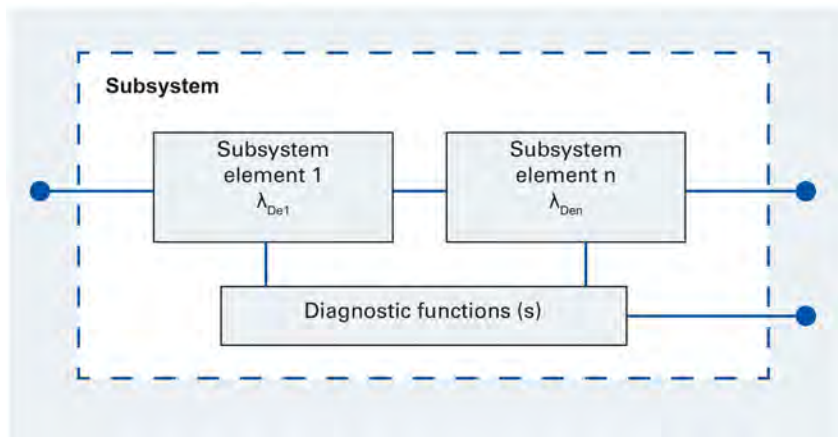 Subsystem
Subsystem
element 1
λDe1
Subsystem
element n
λDen
Diagnostic functions (s)